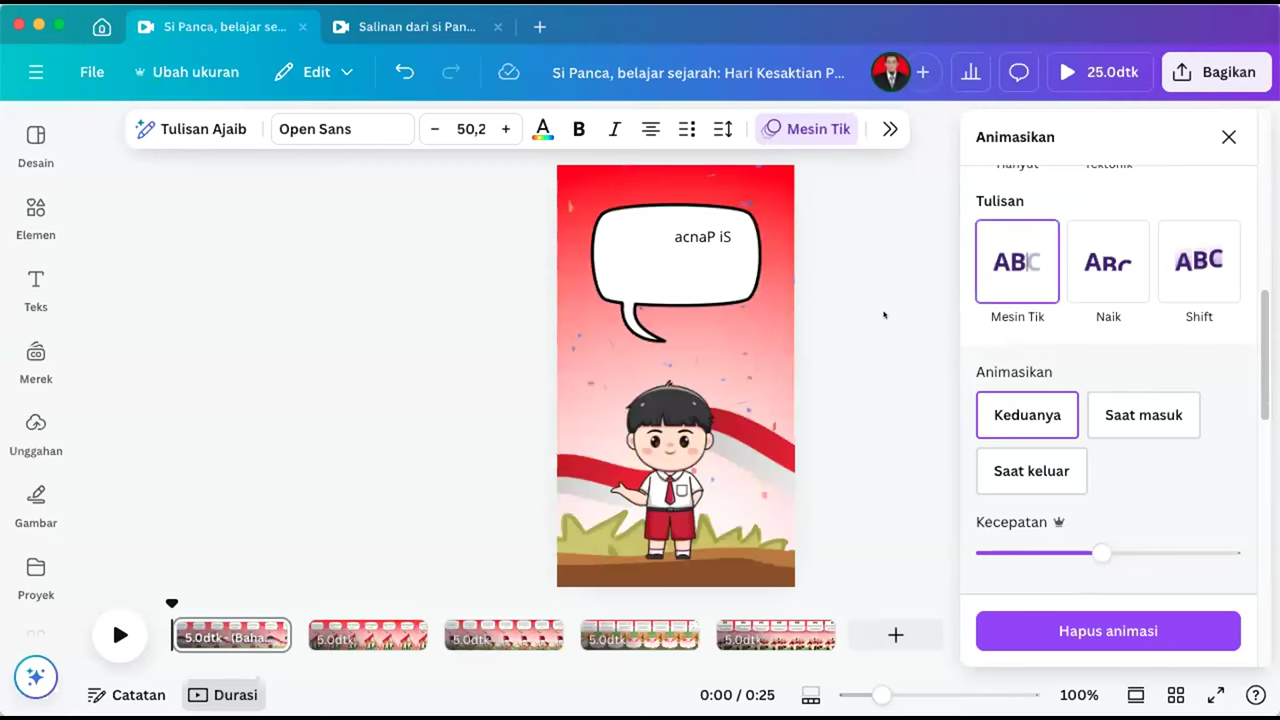 Si Panca, belajar se...
Salinan dari si Pan...
File
Ubah ukuran
Edit
Si Panca, belajar sejarah: Hari Kesaktian P...
25.0dtk
Bagikan
Tulisan Ajaib
Open Sans
– 50,2 +
A
B
I
Mesin Tik
Animasikan
Desain
Elemen
Teks
Merek
Unggahan
Gambar
Proyek
acnaP iS
Hanyut
Tektonik
Tulisan
ABC
ABC
ABC
Mesin Tik
Naik
Shift
Animasikan
Keduanya
Saat masuk
Saat keluar
Kecepatan
Hapus animasi
5.0dtk - (Baha...
5.0dtk
5.0dtk
5.0dtk
5.0dtk
Catatan
Durasi
0:00 / 0:25
100%